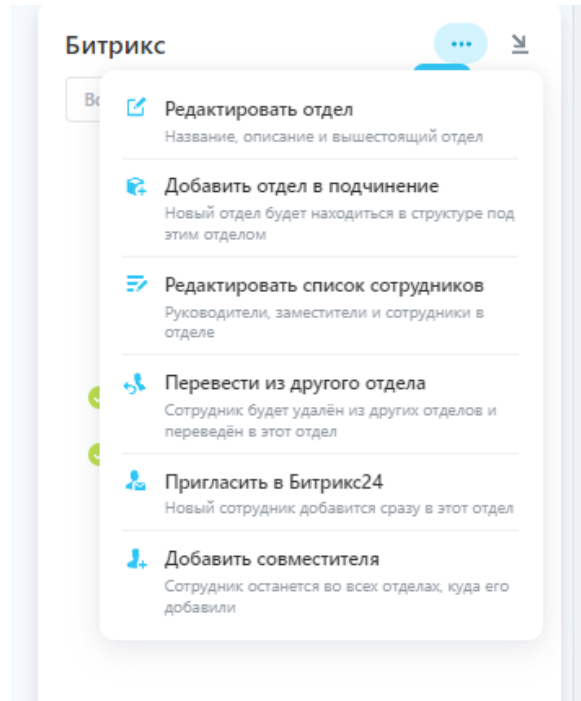 Битрикс
Редактировать отдел
Название, описание и вышестоящий отдел
Добавить отдел в подчинение
Новый отдел будет находиться в структуре под
этим отделом
Редактировать список сотрудников
Руководители, заместители и сотрудники в
отделе
Перевести из другого отдела
Сотрудник будет удалён из других отделов и
переведён в этот отдел
Пригласить в Битрикс24
Новый сотрудник добавится сразу в этот отдел
Добавить совместителя
Сотрудник останется во всех отделах, куда его
добавили